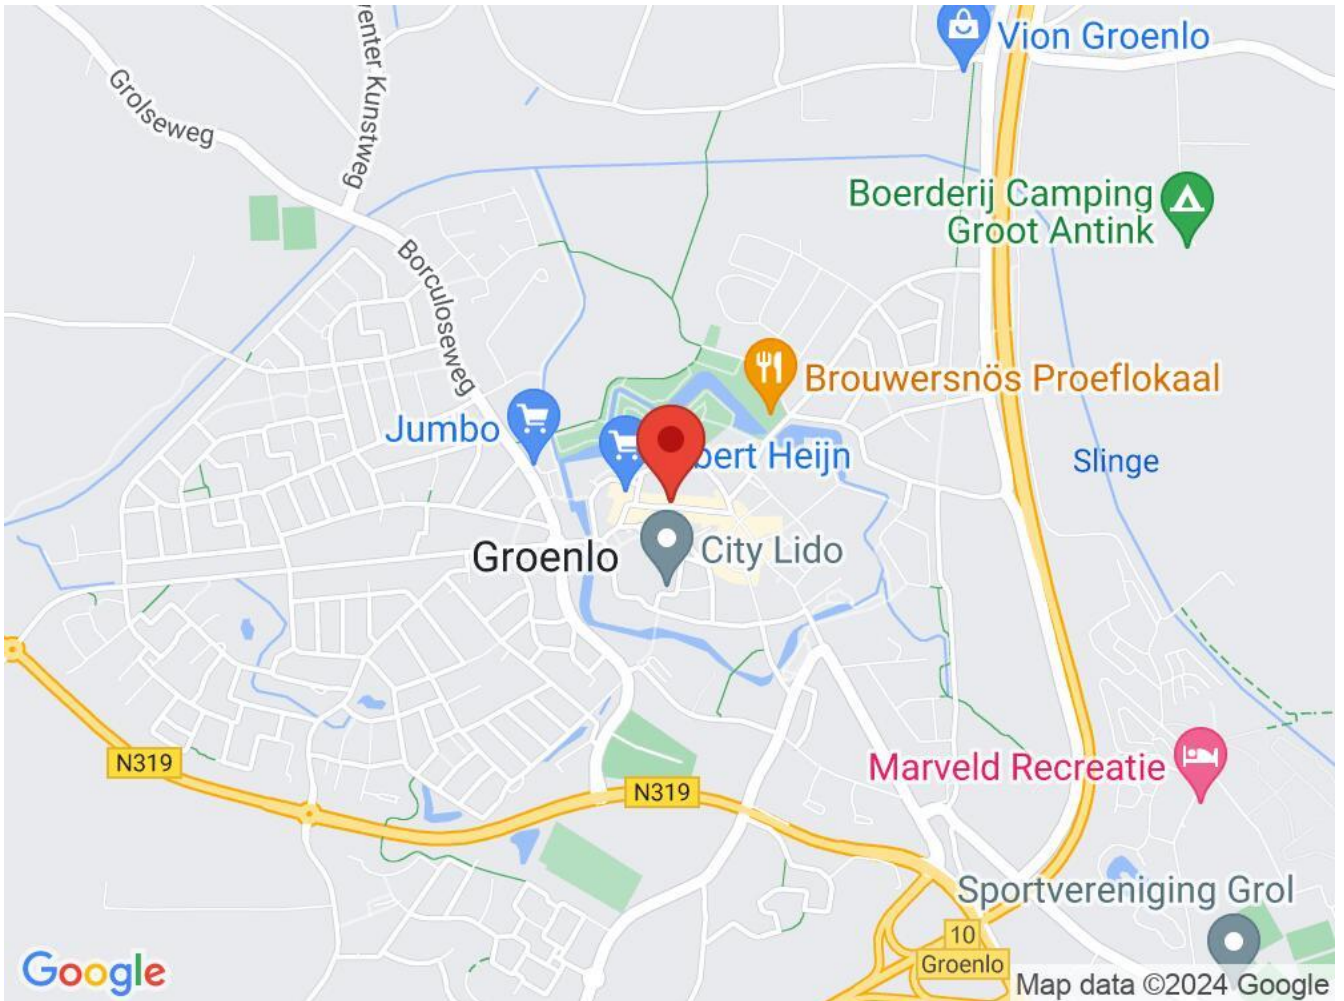 Vion Groenlo
enter Kunstweg
Grolseweg
Boerderij Camping
Groot Antink
Borculoseweg
Brouwersnös Proeflokaal
Jumbo
bert Heijn
Slinge
City Lido
Groenlo
N319
N319
Marveld Recreatie
Sportvereniging Grol
10
Groenlo
Google
Map data ©2024 Google